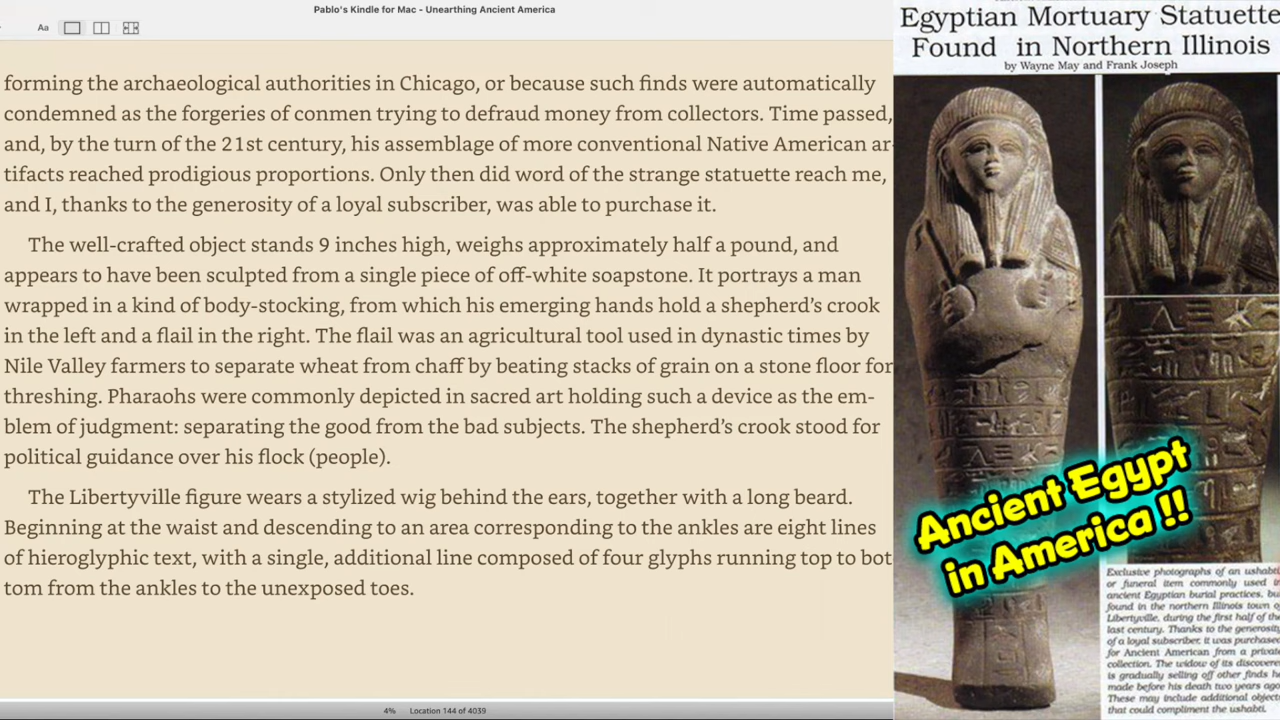 Pablo's Kindle for Mac - Unearthing Ancient America
Aa
forming the archaeological authorities in Chicago, or because such finds were automatically
condemned as the forgeries of conmen trying to defraud money from collectors. Time passed,
and, by the turn of the 21st century, his assemblage of more conventional Native American ar-
tifacts reached prodigious proportions. Only then did word of the strange statuette reach me,
and I, thanks to the generosity of a loyal subscriber, was able to purchase it.
The well-crafted object stands 9 inches high, weighs approximately half a pound, and
appears to have been sculpted from a single piece of off-white soapstone. It portrays a man
wrapped in a kind of body-stocking, from which his emerging hands hold a shepherd's crook
in the left and a flail in the right. The flail was an agricultural tool used in dynastic times by
Nile Valley farmers to separate wheat from chaff by beating stacks of grain on a stone floor for
threshing. Pharaohs were commonly depicted in sacred art holding such a device as the em-
blem of judgment: separating the good from the bad subjects. The shepherd's crook stood for
political guidance over his flock (people).
The Libertyville figure wears a stylized wig behind the ears, together with a long beard.
Beginning at the waist and descending to an area corresponding to the ankles are eight lines
of hieroglyphic text, with a single, additional line composed of four glyphs running top to bot
tom from the ankles to the unexposed toes.
4% Location 144 of 4039
Egyptian Mortuary Statuette
Found in Northern Illinois
by Wayne May and Frank Joseph
Ancient Egypt
in America !!
Exclusive photographs of an ushabti,
or funeral item commonly used in
ancient Egyptian burial practices, bu
found in the northern Illinois town of
Libertyville, during the first half of the
last century. Thanks to the generosity
of a loyal subscriber, it was purchased
for Ancient American from a private
collection. The widow of its discoverer
is gradually selling off other finds he
made before his death two years ago
These may include additional objects
that could compliment the ushabti.